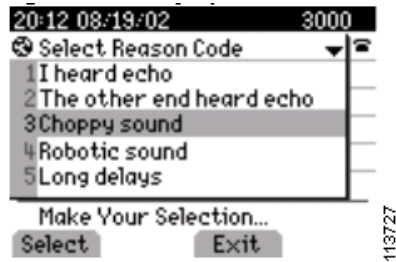 20:12 08/19/02 3000
Select Reason Code
1 I heard echo
2 The other end heard echo
3 Choppy sound
4 Robotic sound
5 Long delays
Make Your Selection...
Select Exit
113727